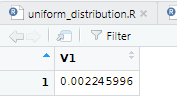 uniform_distribution.R
Filter
V1
1 0.002245996